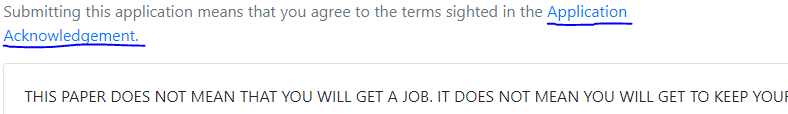 Submitting this application means that you agree to the terms sighted in the Application
Acknowledgement.
THIS PAPER DOES NOT MEAN THAT YOU WILL GET A JOB. IT DOES NOT MEAN YOU WILL GET TO KEEP YOUR